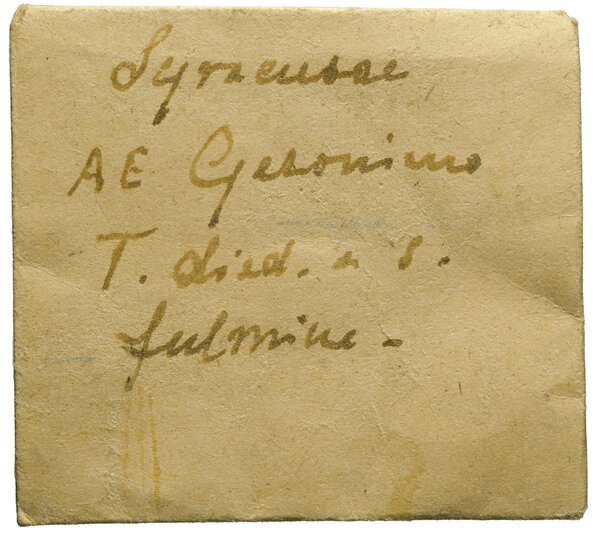 Syracusae
AE Geronimo
T. diad. a s.
fulmine -